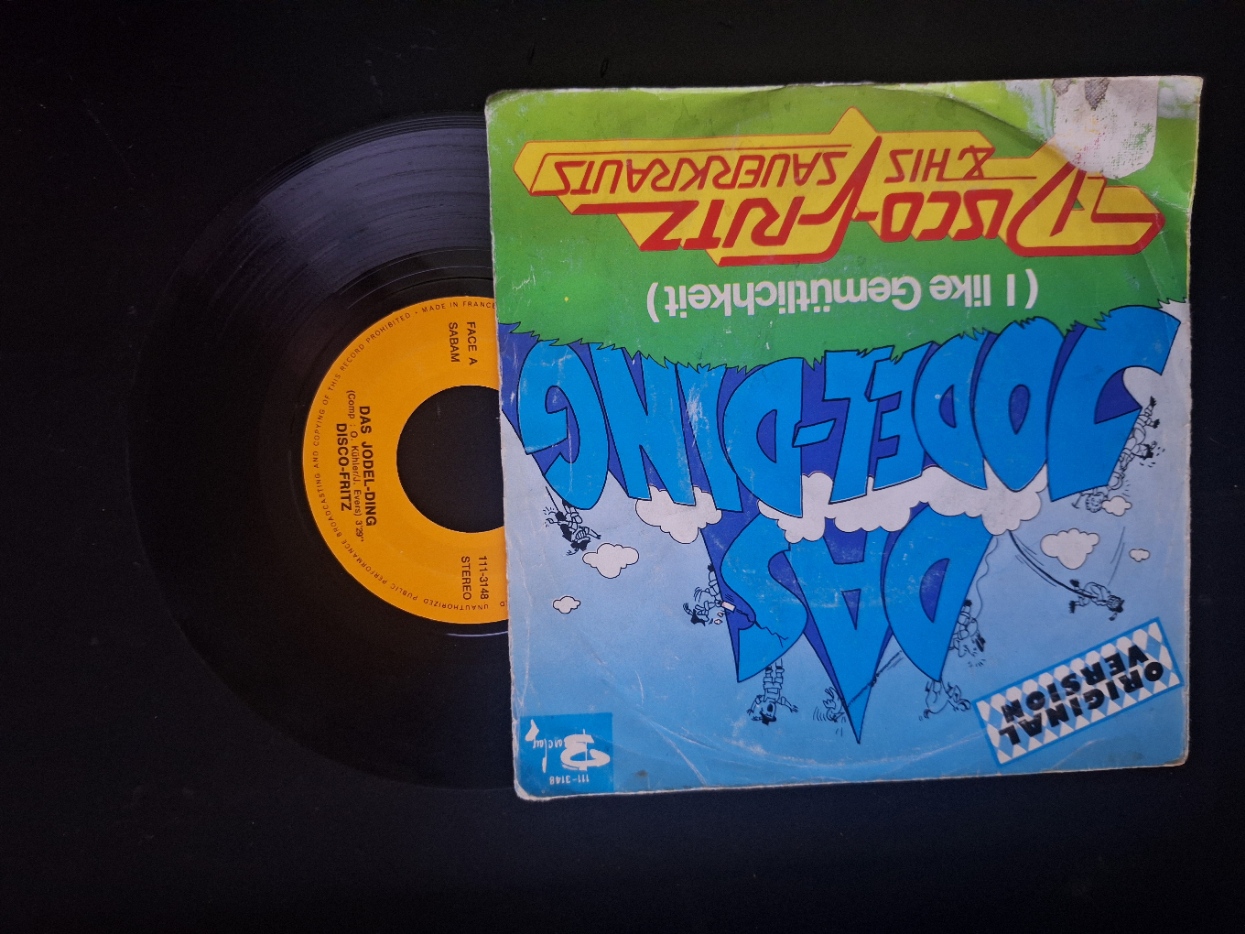 111-3148
Barclay
ORIGINAL
VERSION
DAS
JODEL-DING
( I like Gemütlichkeit )
DISCO-FRITZ
& HIS SAUERKRAUTS
FACE A
SABAM
111-3148
STEREO
DAS JODEL-DING
(Comp : O. Kühler/J. Evers) 3'29"
DISCO-FRITZ
UNAUTHORIZED PUBLIC PERFORMANCE BROADCASTING AND COPYING OF THIS RECORD PROHIBITED - MADE IN FRANCE